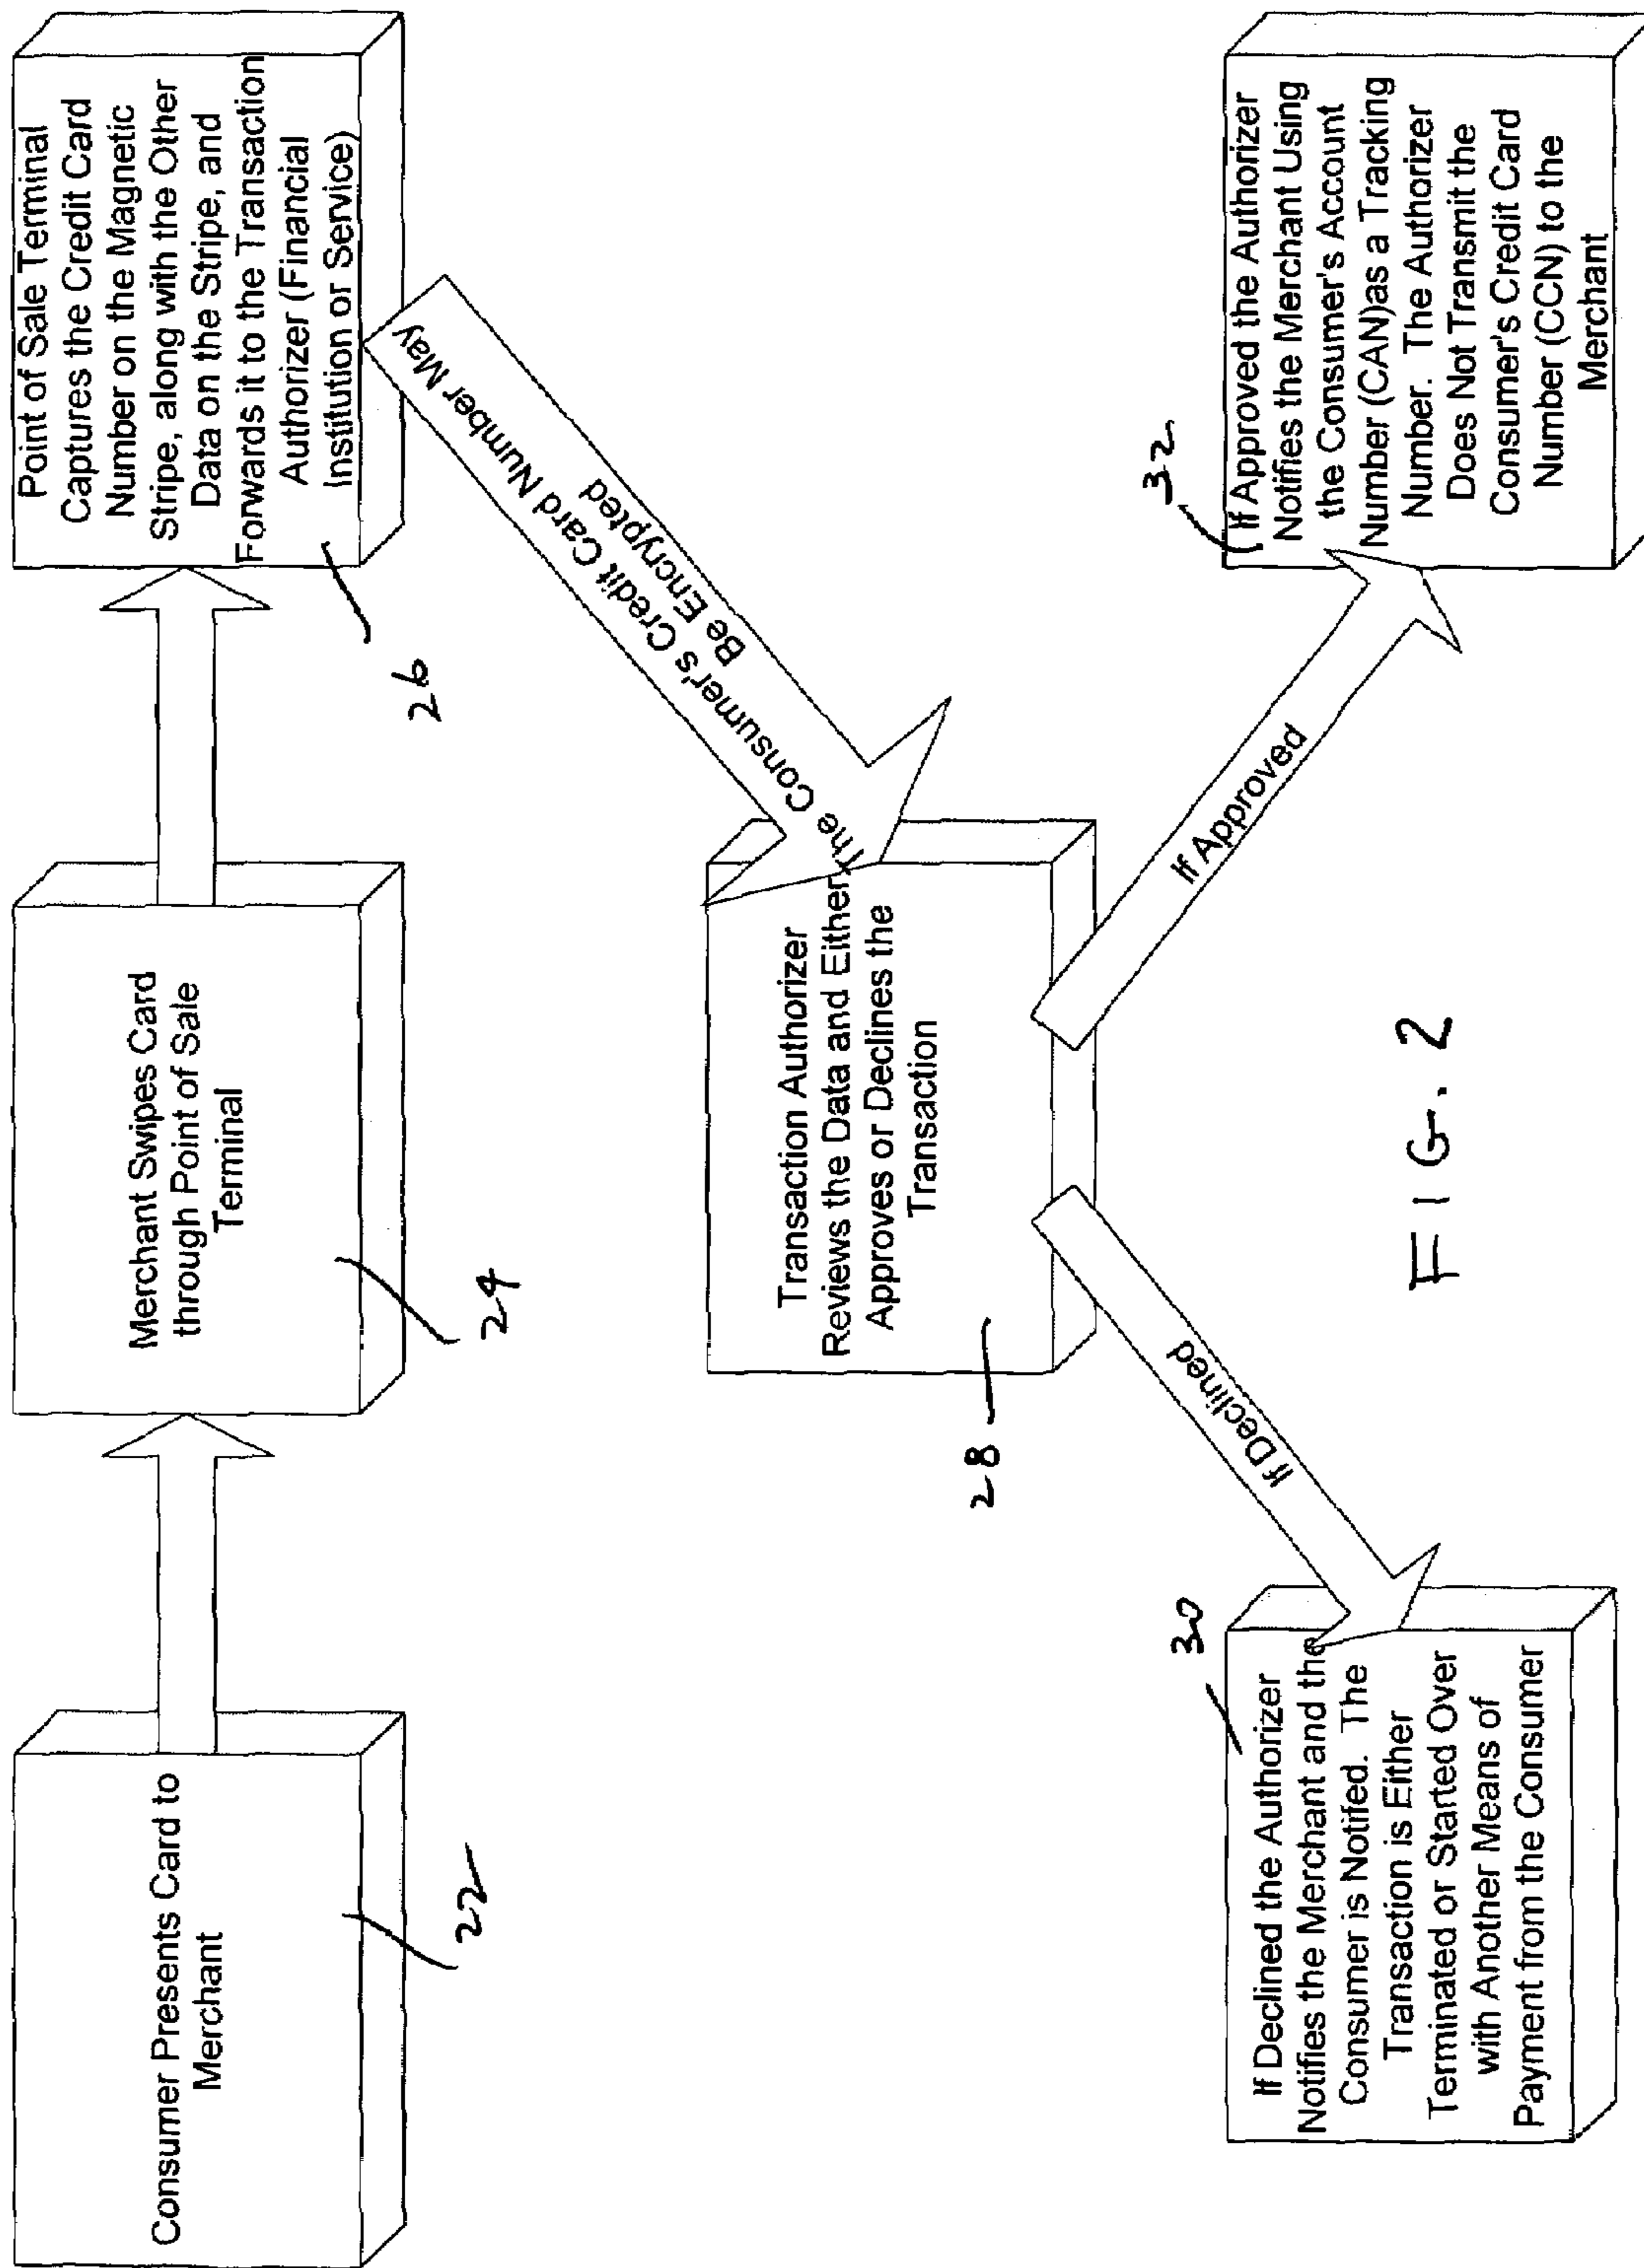 Consumer Presents Card to
Merchant
22
Merchant Swipes Card
through Point of Sale
Terminal
24
Point of Sale Terminal
Captures the Credit Card
Number on the Magnetic
Stripe, along with the Other
Data on the Stripe, and
Forwards it to the Transaction
Authorizer (Financial
Institution or Service)
26
The Consumer's Credit Card Number May
Be Encrypted
Transaction Authorizer
Reviews the Data and Either
Approves or Declines the
Transaction
28
If Declined
If Approved
30
If Declined the Authorizer
Notifies the Merchant and the
Consumer is Notifed. The
Transaction is Either
Terminated or Started Over
with Another Means of
Payment from the Consumer
32
If Approved the Authorizer
Notifies the Merchant Using
the Consumer's Account
Number (CAN)as a Tracking
Number. The Authorizer
Does Not Transmit the
Consumer's Credit Card
Number (CCN) to the
Merchant
FIG. 2